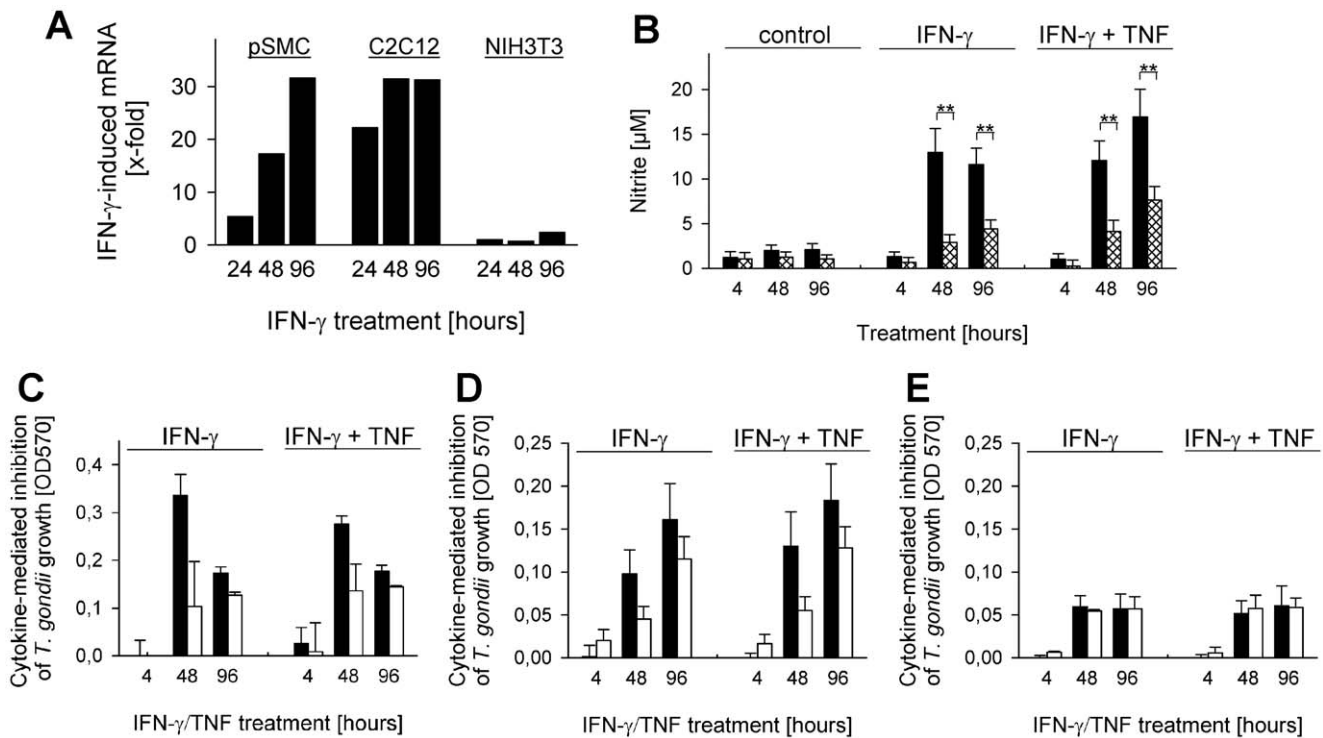 A
IFN-γ-induced mRNA
[x-fold]
pSMC C2C12 NIH3T3
30
20
10
0
24 48 96 24 48 96 24 48 96
IFN-γ treatment [hours]
B
control IFN-γ IFN-γ + TNF
Nitrite [µM]
20
15
10
5
0
** ** ** **
4 48 96 4 48 96 4 48 96
Treatment [hours]
C
Cytokine-mediated inhibition
of T. gondii growth [OD570]
IFN-γ IFN-γ + TNF
0,4
0,3
0,2
0,1
0,0
4 48 96 4 48 96
IFN-γ/TNF treatment [hours]
D
Cytokine-mediated inhibition
of T. gondii growth [OD 570]
IFN-γ IFN-γ + TNF
0,25
0,20
0,15
0,10
0,05
0,00
4 48 96 4 48 96
IFN-γ/TNF treatment [hours]
E
Cytokine-mediated inhibition
of T. gondii growth [OD 570]
IFN-γ IFN-γ + TNF
0,25
0,20
0,15
0,10
0,05
0,00
4 48 96 4 48 96
IFN-γ/TNF treatment [hours]